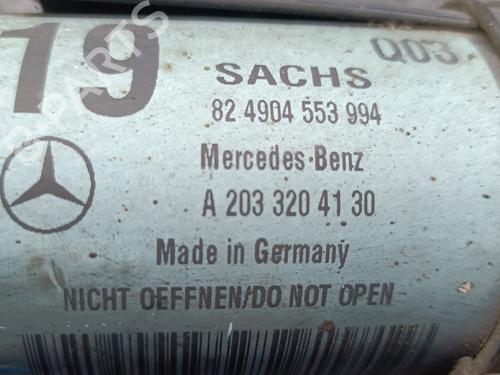 19
Q03
SACHS
82 4904 553 994
Mercedes-Benz
A 203 320 41 30
Made in Germany
NICHT OEFFNEN/DO NOT OPEN